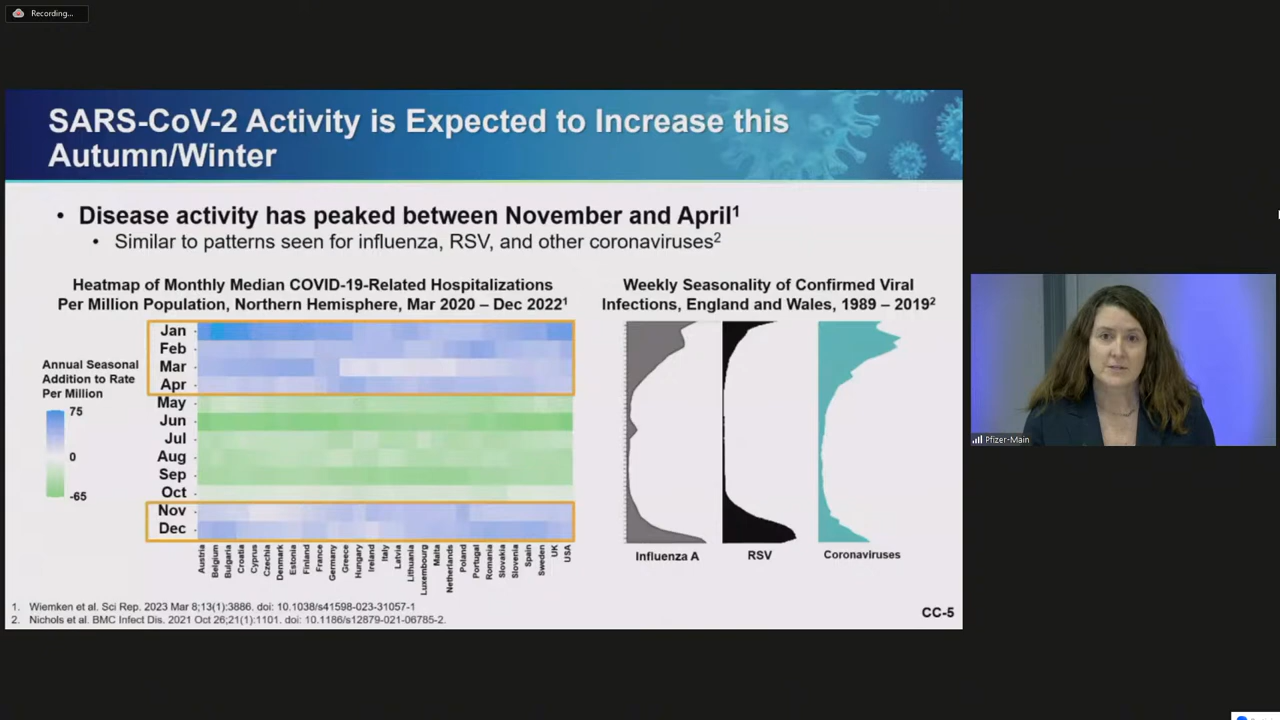 Recording...
SARS-CoV-2 Activity is Expected to Increase this
Autumn/Winter
• Disease activity has peaked between November and April¹
• Similar to patterns seen for influenza, RSV, and other coronaviruses²
Heatmap of Monthly Median COVID-19-Related Hospitalizations
Per Million Population, Northern Hemisphere, Mar 2020 – Dec 2022¹
Annual Seasonal
Addition to Rate
Per Million
75
0
-65
Jan
Feb
Mar
Apr
May
Jun
Jul
Aug
Sep
Oct
Nov
Dec
Austria
Belgium
Bulgaria
Croatia
Cyprus
Czechia
Denmark
Estonia
Finland
France
Germany
Greece
Hungary
Ireland
Italy
Latvia
Lithuania
Luxembourg
Malta
Netherlands
Poland
Portugal
Romania
Slovakia
Slovenia
Spain
Sweden
UK
USA
Weekly Seasonality of Confirmed Viral
Infections, England and Wales, 1989 – 2019²
Influenza A
RSV
Coronaviruses
1. Wiemken et al. Sci Rep. 2023 Mar 8;13(1):3886. doi: 10.1038/s41598-023-31057-1
2. Nichols et al. BMC Infect Dis. 2021 Oct 26;21(1):1101. doi: 10.1186/s12879-021-06785-2.
CC-5
Pfizer-Main